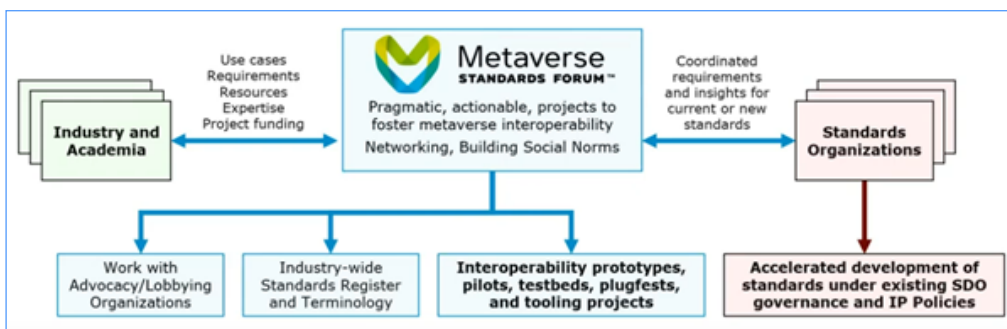 Use cases
Requirements
Resources
Expertise
Project funding
Metaverse
STANDARDS FORUM™
Pragmatic, actionable, projects to
foster metaverse interoperability
Networking, Building Social Norms
Coordinated
requirements
and insights for
current or new
standards
Industry and
Academia
Standards
Organizations
Work with
Advocacy/Lobbying
Organizations
Industry-wide
Standards Register
and Terminology
Interoperability prototypes,
pilots, testbeds, plugfests,
and tooling projects
Accelerated development of
standards under existing SDO
governance and IP Policies